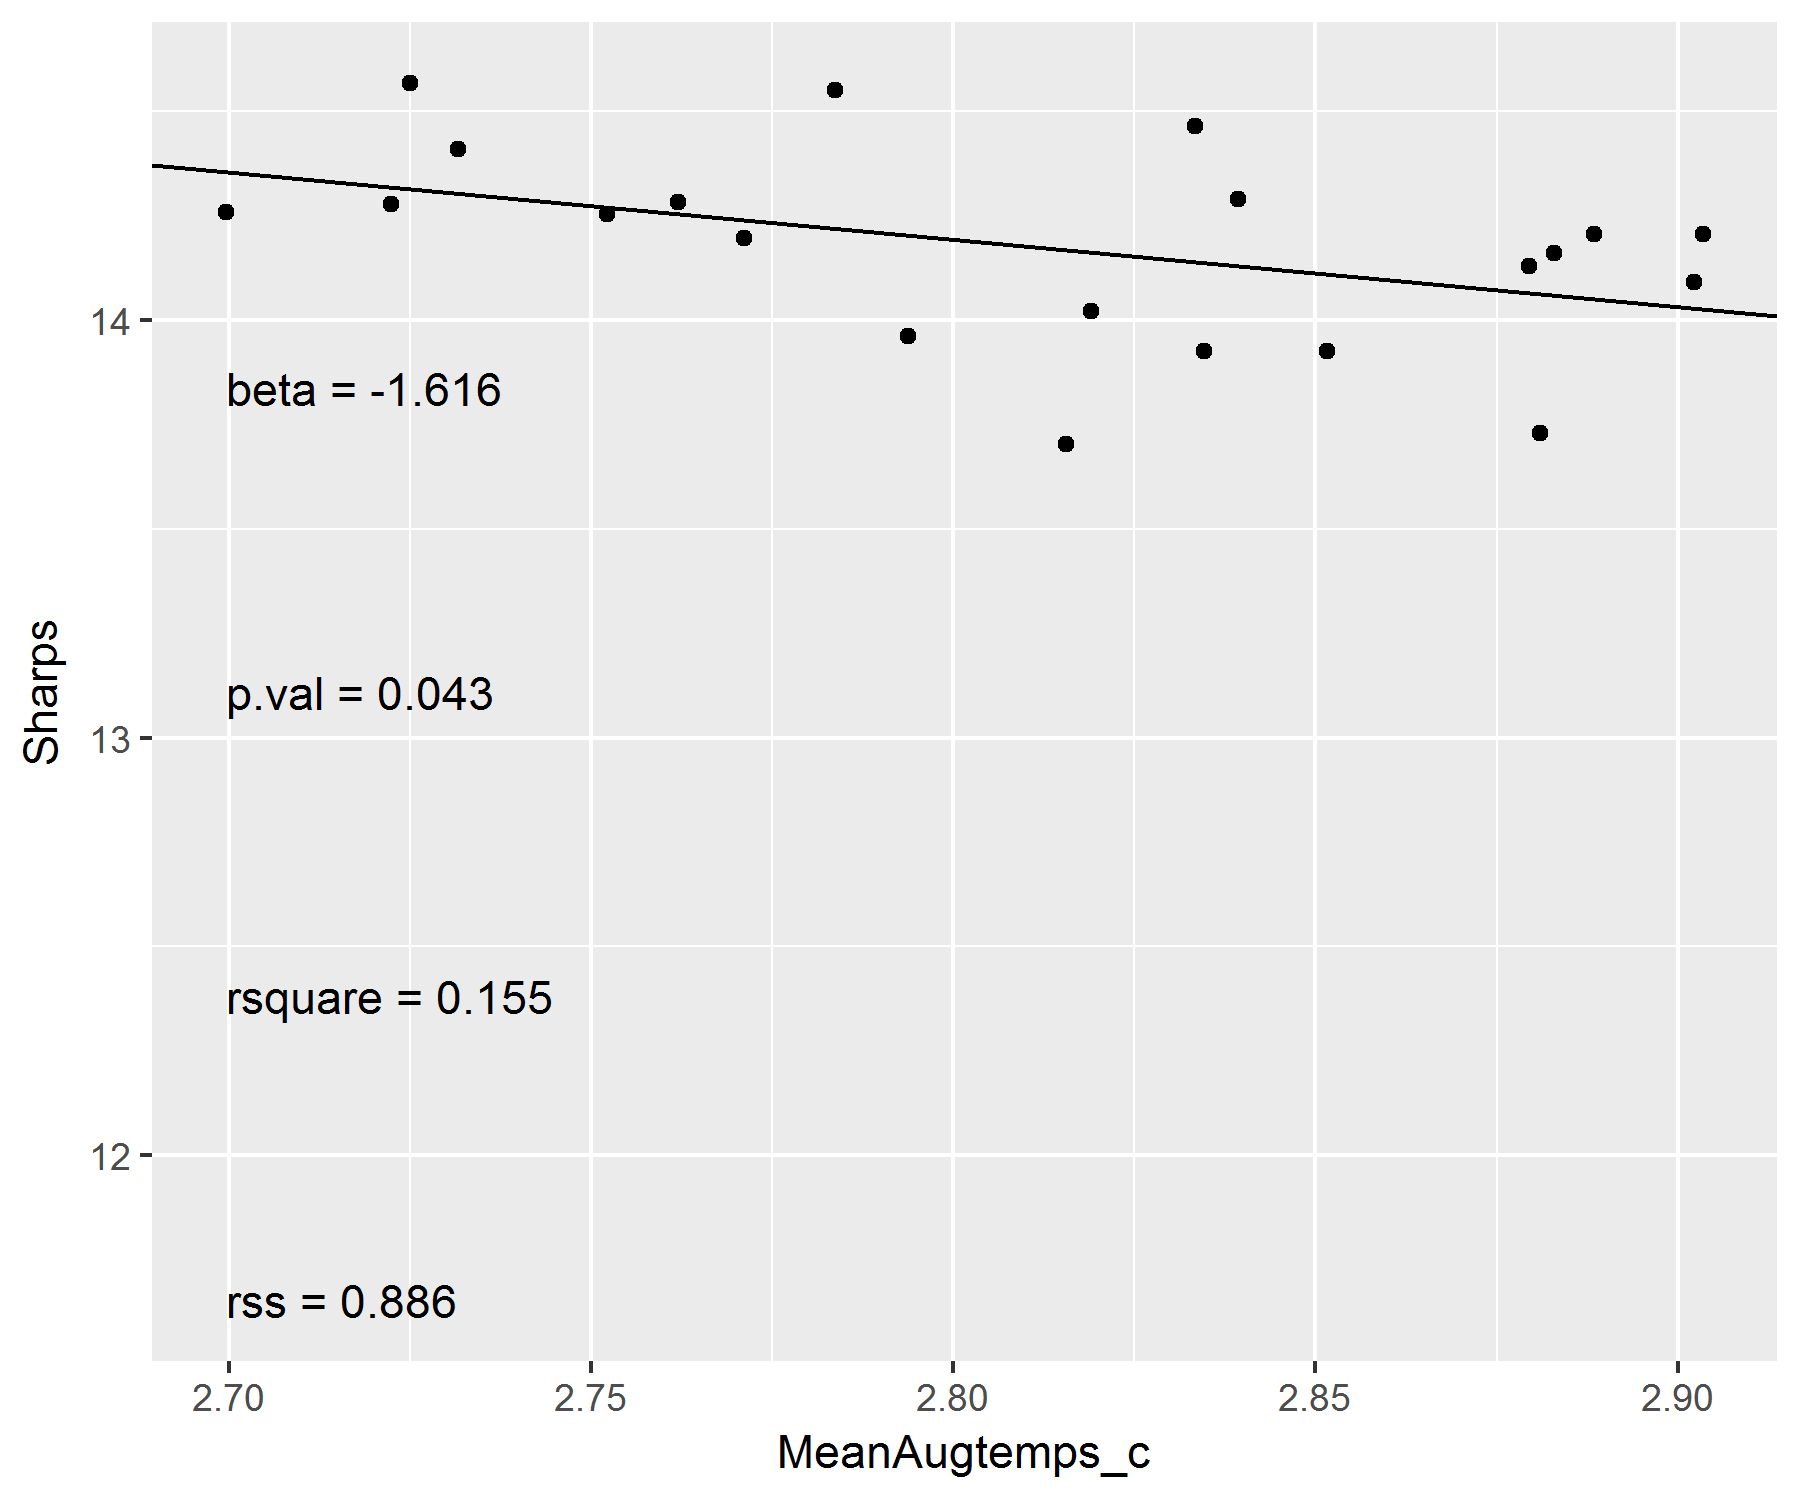 Sharps
14
13
12
beta = -1.616
p.val = 0.043
rsquare = 0.155
rss = 0.886
2.70 2.75 2.80 2.85 2.90
MeanAugtemps_c